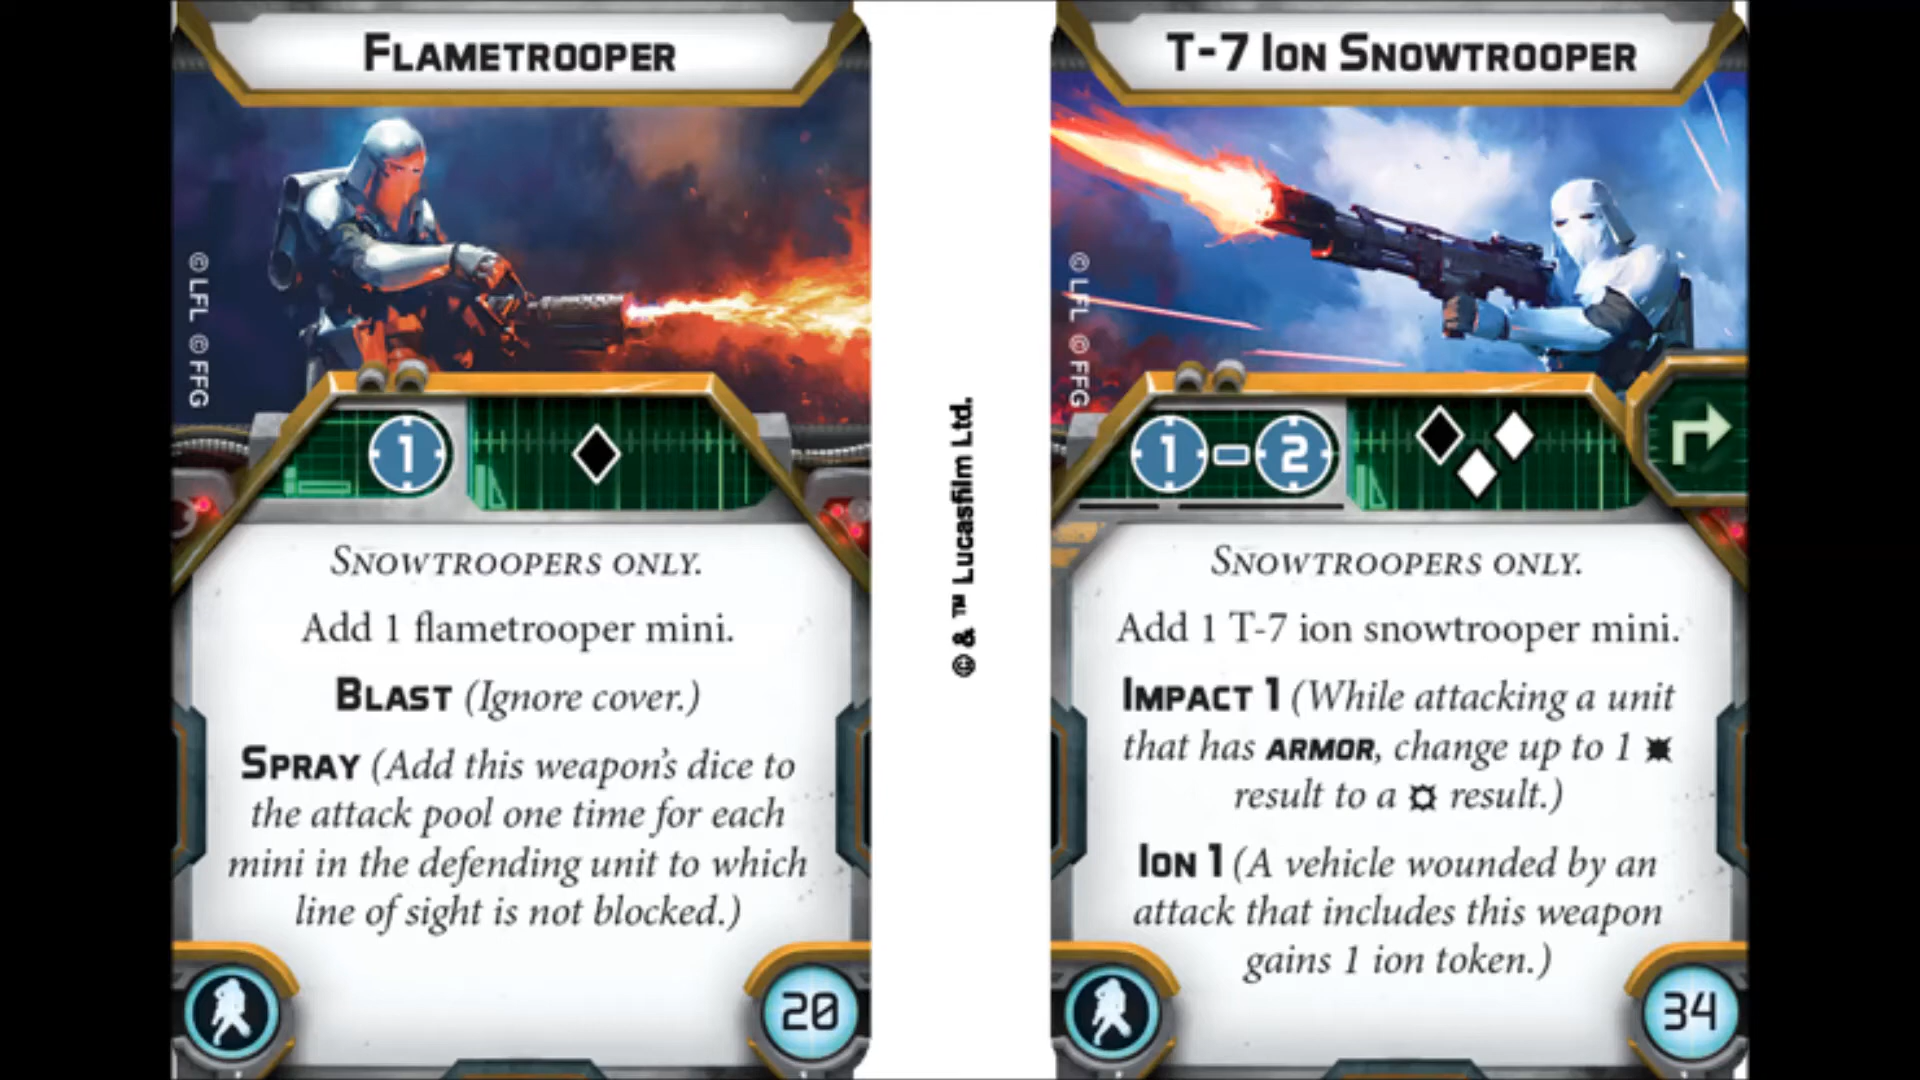 FLAMETROOPER
© LFL © FFG
1
SNOWTROOPERS ONLY.
Add 1 flametrooper mini.
BLAST (Ignore cover.)
SPRAY (Add this weapon's dice to
the attack pool one time for each
mini in the defending unit to which
line of sight is not blocked.)
20
© & ™ Lucasfilm Ltd.
T-7 ION SNOWTROOPER
© LFL © FFG
1-2
SNOWTROOPERS ONLY.
Add 1 T-7 ion snowtrooper mini.
IMPACT 1 (While attacking a unit
that has ARMOR, change up to 1
result to a result.)
ION 1 (A vehicle wounded by an
attack that includes this weapon
gains 1 ion token.)
34